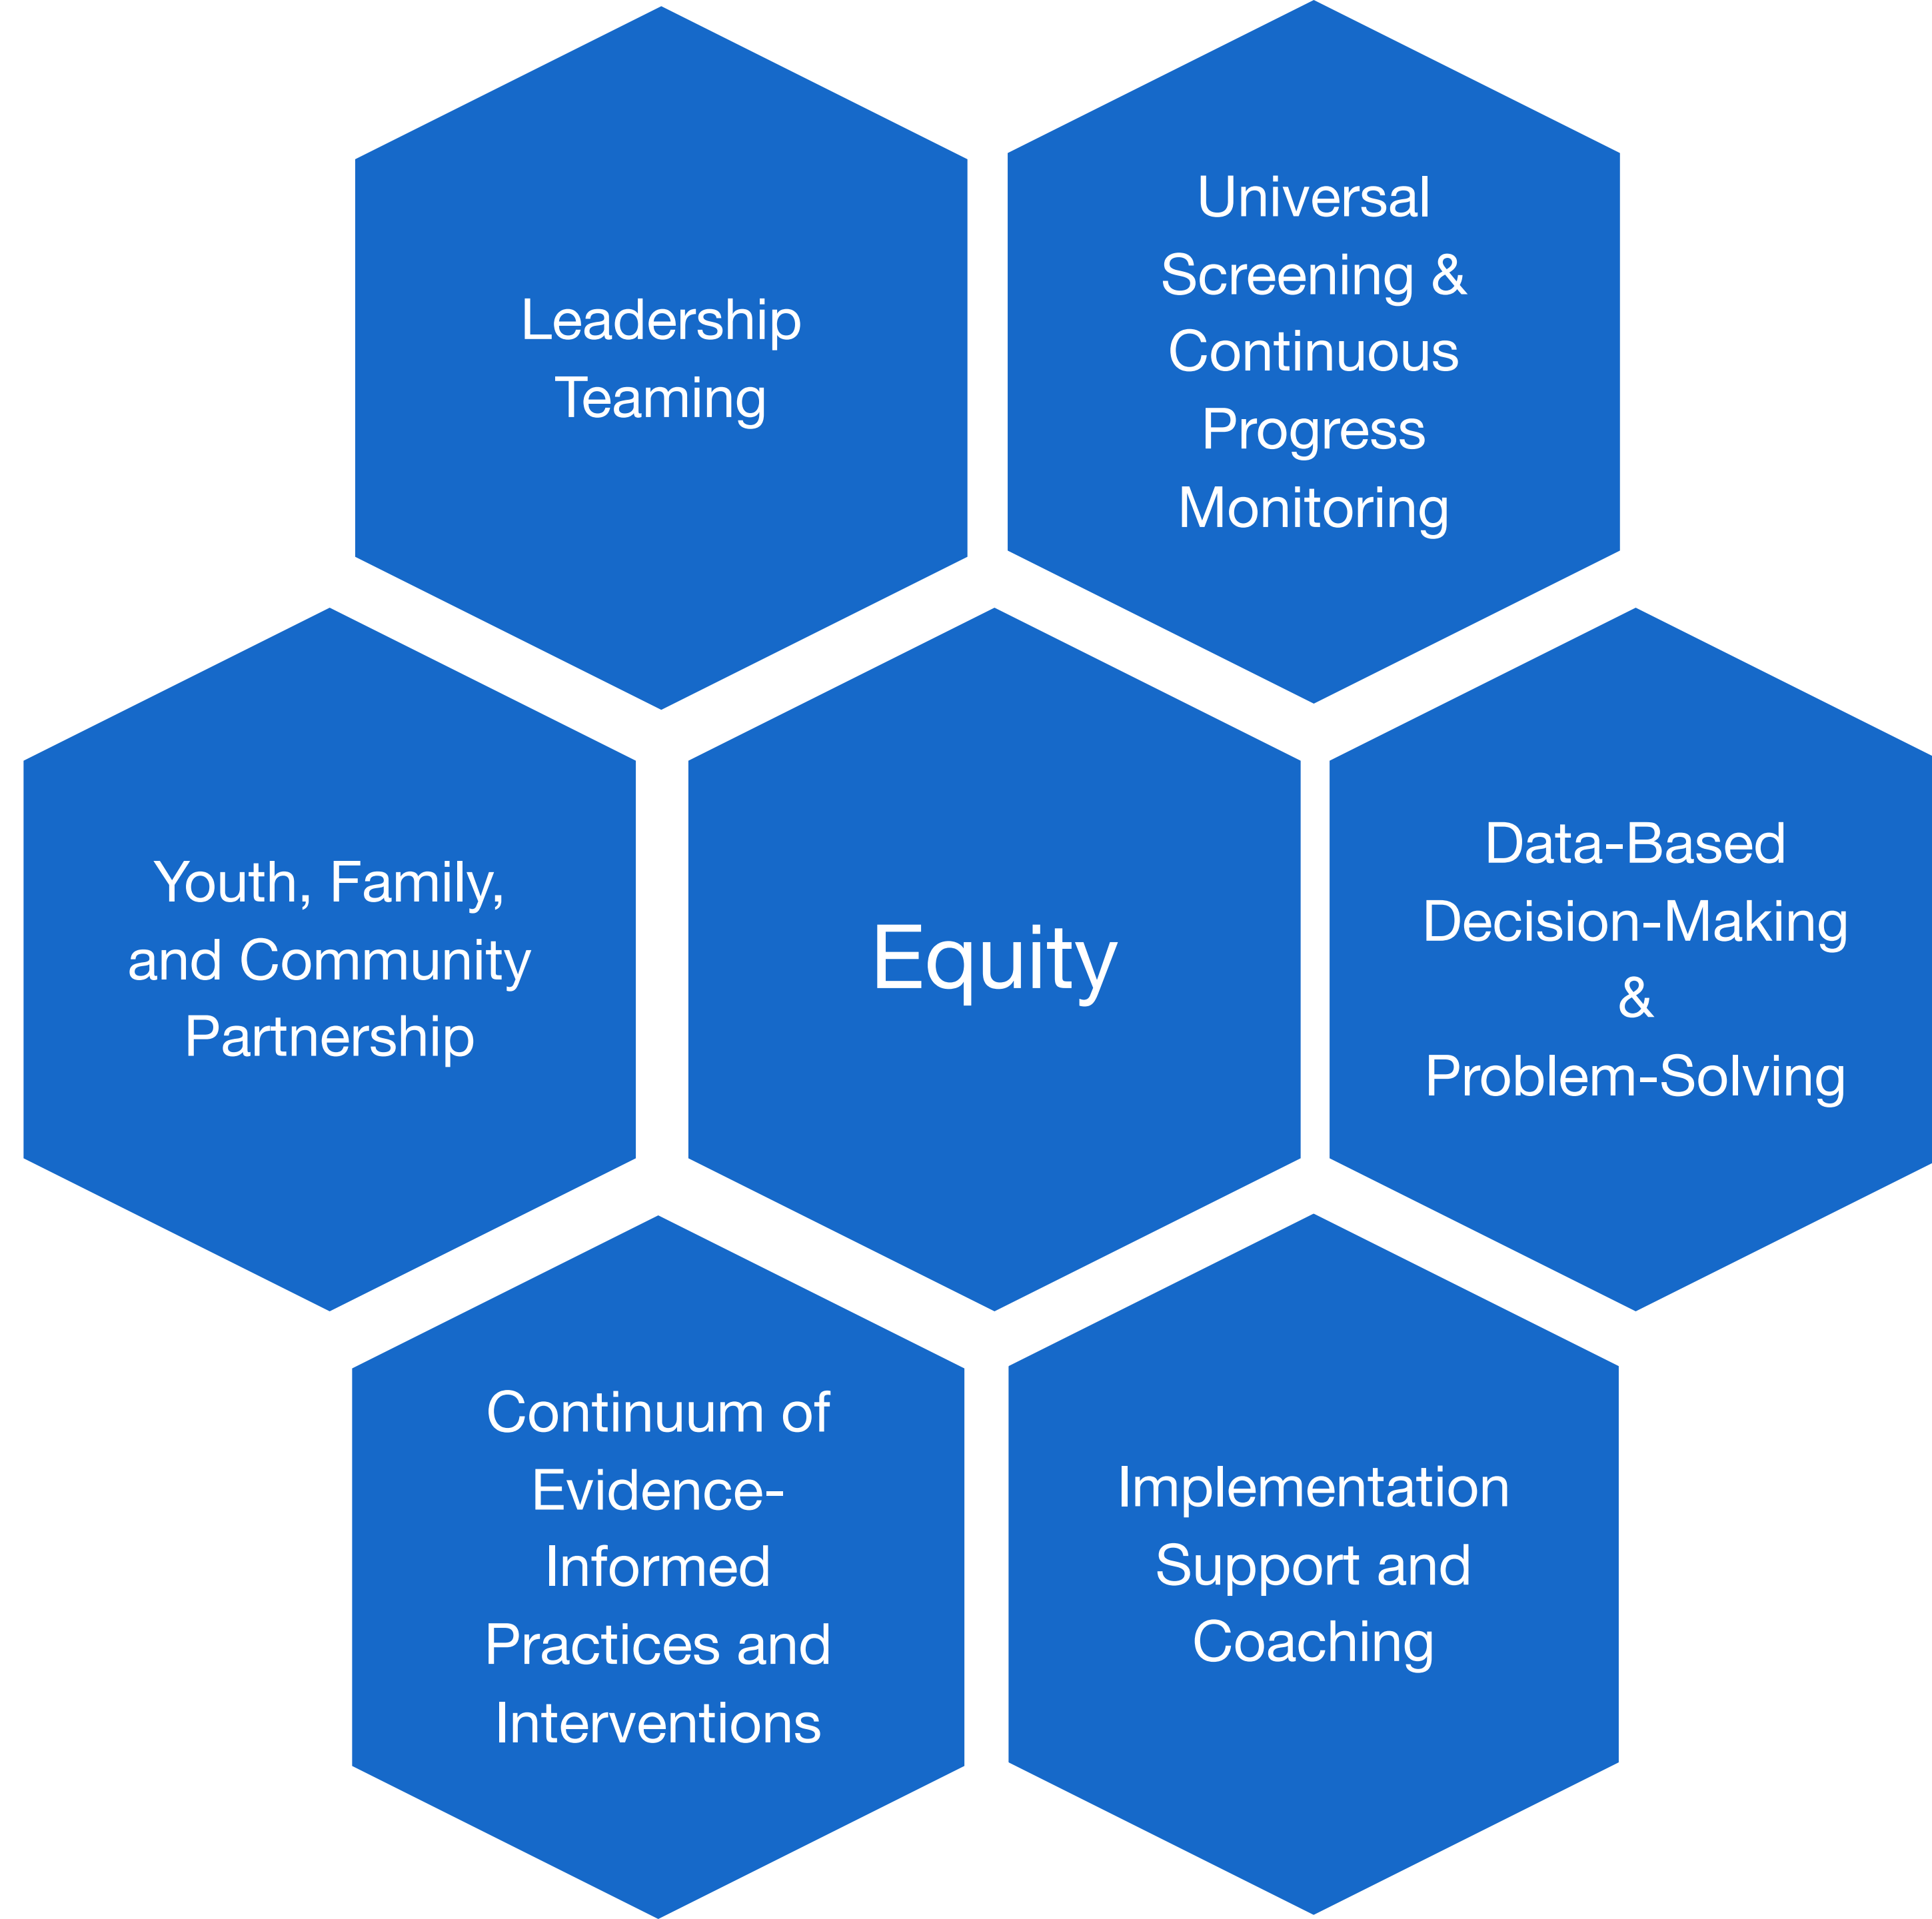 Leadership
Teaming
Universal
Screening &
Continuous
Progress
Monitoring
Youth, Family,
and Community
Partnership
Equity
Data-Based
Decision-Making
&
Problem-Solving
Continuum of
Evidence-
Informed
Practices and
Interventions
Implementation
Support and
Coaching